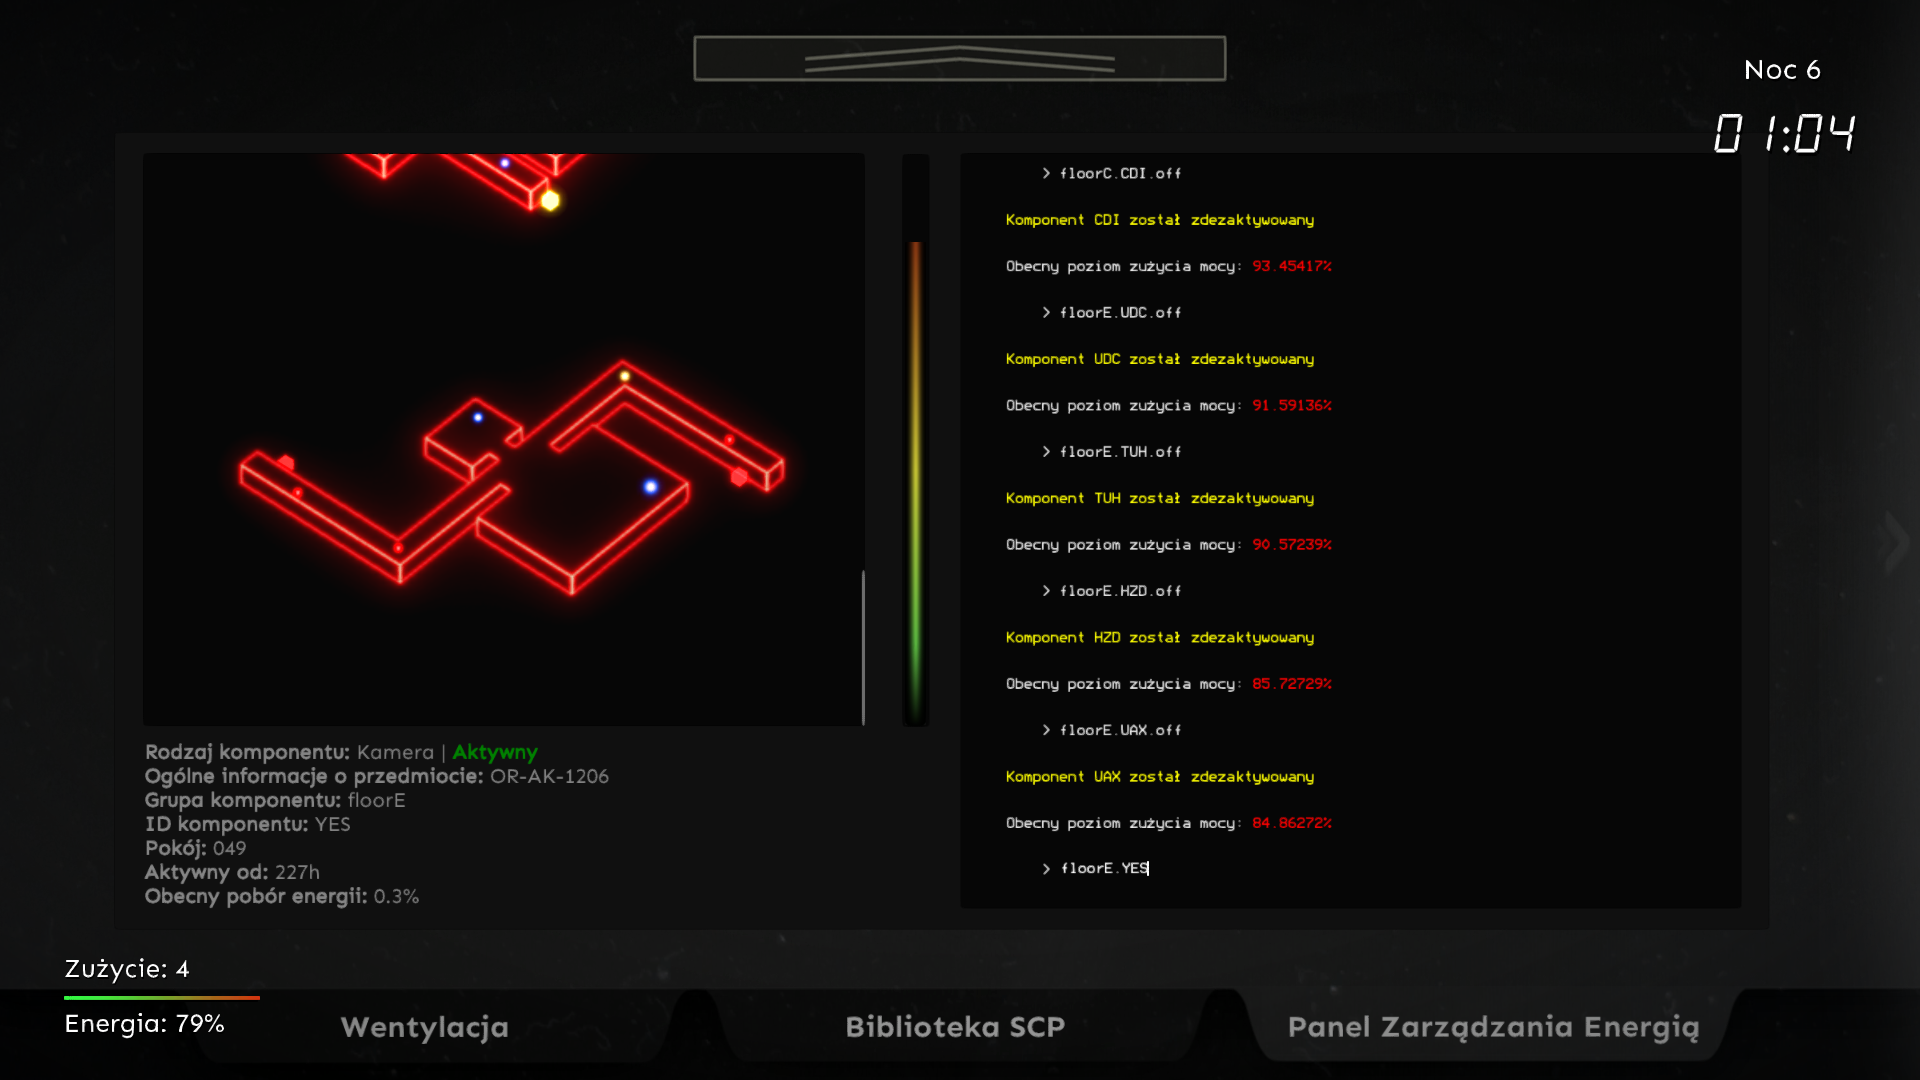 Noc 6
01:04
> floorC.CDI.off
Komponent CDI został zdezaktywowany
Obecny poziom zużycia mocy: 93.45417%
> floorE.UDC.off
Komponent UDC został zdezaktywowany
Obecny poziom zużycia mocy: 91.59136%
> floorE.TUH.off
Komponent TUH został zdezaktywowany
Obecny poziom zużycia mocy: 90.57239%
> floorE.HZD.off
Komponent HZD został zdezaktywowany
Obecny poziom zużycia mocy: 85.72729%
> floorE.UAX.off
Komponent UAX został zdezaktywowany
Obecny poziom zużycia mocy: 84.86272%
> floorE.YES
Rodzaj komponentu: Kamera | Aktywny
Ogólne informacje o przedmiocie: OR-AK-1206
Grupa komponentu: floorE
ID komponentu: YES
Pokój: 049
Aktywny od: 227h
Obecny pobór energii: 0.3%
Zużycie: 4
Energia: 79%
Wentylacja
Biblioteka SCP
Panel Zarządzania Energią